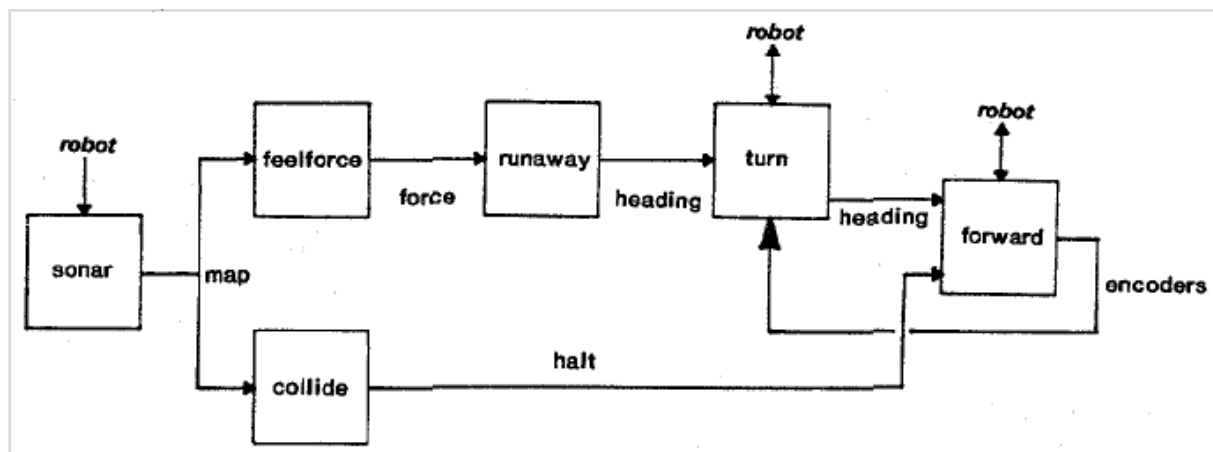 robot
robot
robot
feelforce
runaway
turn
force
heading
heading
forward
sonar
map
encoders
halt
collide